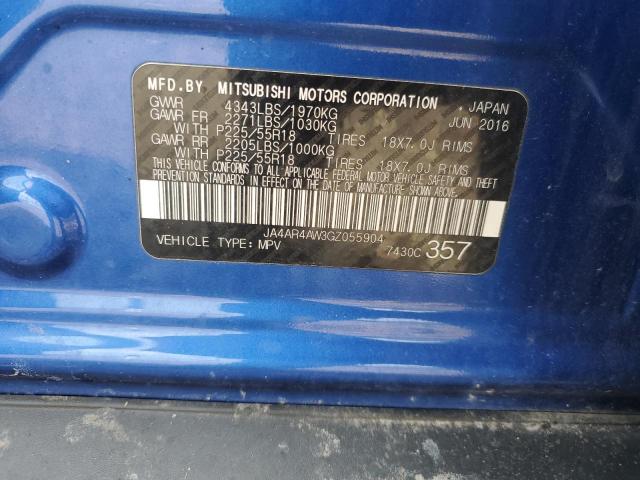 MFD.BY MITSUBISHI MOTORS CORPORATION JAPAN
GVWR 4343LBS/1970KG JUN 2016
GAWR FR 2271LBS/1030KG
WITH P225/55R18 TIRES 18X7.0J RIMS
GAWR RR 2205LBS/1000KG
WITH P225/55R18 TIRES 18X7.0J RIMS
THIS VEHICLE CONFORMS TO ALL APPLICABLE FEDERAL MOTOR VEHICLE SAFETY AND THEFT
PREVENTION STANDARDS IN EFFECT ON THE DATE OF MANUFACTURE SHOWN ABOVE.
JA4AR4AW3GZ055904
VEHICLE TYPE: MPV 7430C 357